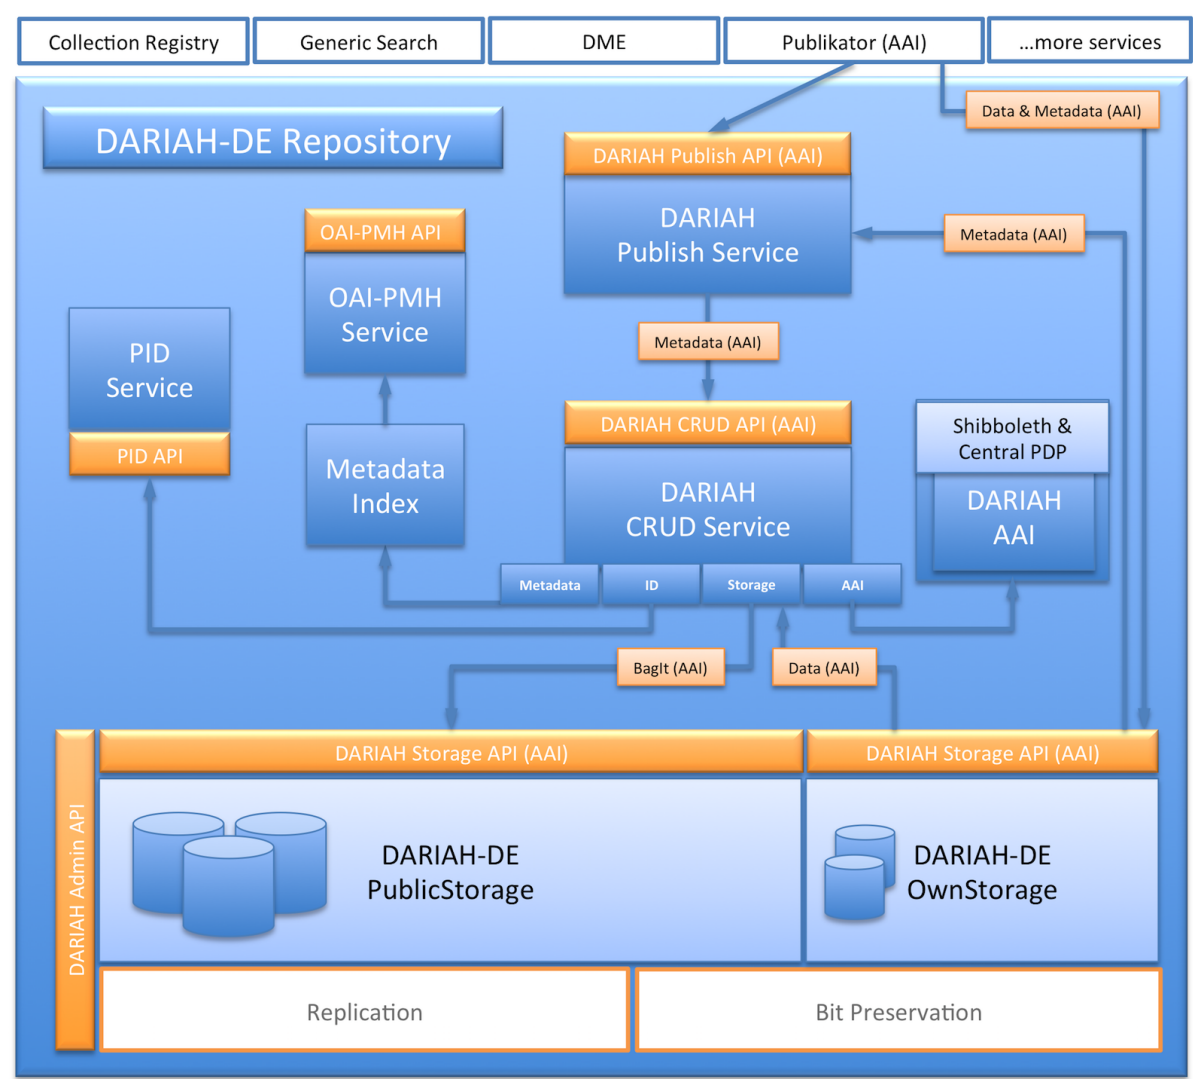 Collection Registry
Generic Search
DME
Publikator (AAI)
...more services
Data & Metadata (AAI)
DARIAH-DE Repository
DARIAH Publish API (AAI)
DARIAH
Publish Service
Metadata (AAI)
OAI-PMH API
OAI-PMH
Service
PID
Service
PID API
Metadata (AAI)
DARIAH CRUD API (AAI)
DARIAH
CRUD Service
Metadata
Index
Shibboleth &
Central PDP
DARIAH
AAI
Metadata
ID
Storage
AAI
BagIt (AAI)
Data (AAI)
DARIAH Storage API (AAI)
DARIAH Storage API (AAI)
DARIAH Admin API
DARIAH-DE
PublicStorage
DARIAH-DE
OwnStorage
Replication
Bit Preservation